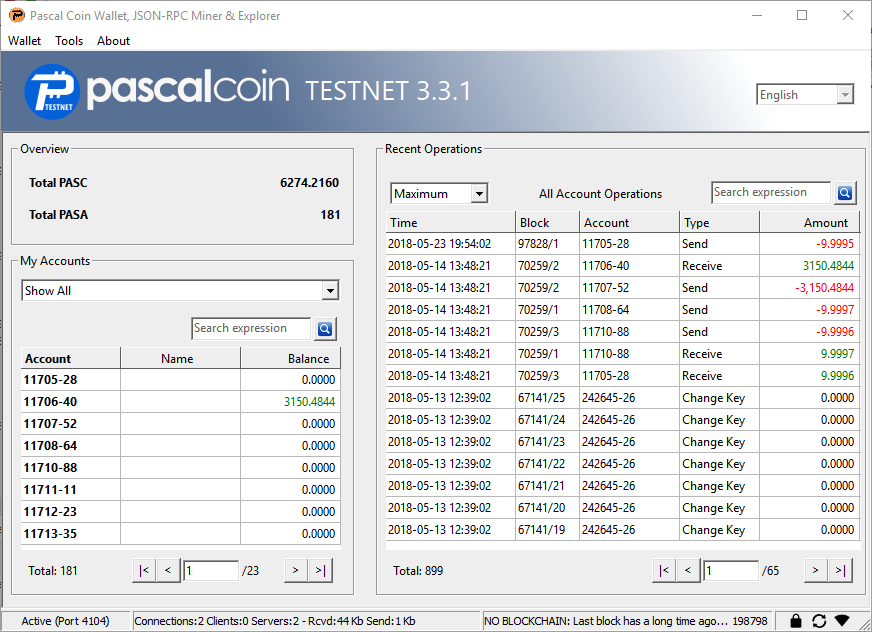 Pascal Coin Wallet, JSON-RPC Miner & Explorer
Wallet Tools About
TESTNET
pascalcoin TESTNET 3.3.1
English
Overview
Total PASC 6274.2160
Total PASA 181
My Accounts
Show All
Search expression
Account Name Balance
11705-28 0.0000
11706-40 3150.4844
11707-52 0.0000
11708-64 0.0000
11710-88 0.0000
11711-11 0.0000
11712-23 0.0000
11713-35 0.0000
Total: 181 |< < 1 /23 > >|
Recent Operations
Maximum All Account Operations Search expression
Time Block Account Type Amount
2018-05-23 19:54:02 97828/1 11705-28 Send -9.9995
2018-05-14 13:48:21 70259/2 11706-40 Receive 3150.4844
2018-05-14 13:48:21 70259/2 11707-52 Send -3,150.4844
2018-05-14 13:48:21 70259/1 11708-64 Send -9.9997
2018-05-14 13:48:21 70259/3 11710-88 Send -9.9996
2018-05-14 13:48:21 70259/1 11710-88 Receive 9.9997
2018-05-14 13:48:21 70259/3 11705-28 Receive 9.9996
2018-05-13 12:39:02 67141/25 242645-26 Change Key 0.0000
2018-05-13 12:39:02 67141/24 242645-26 Change Key 0.0000
2018-05-13 12:39:02 67141/23 242645-26 Change Key 0.0000
2018-05-13 12:39:02 67141/22 242645-26 Change Key 0.0000
2018-05-13 12:39:02 67141/21 242645-26 Change Key 0.0000
2018-05-13 12:39:02 67141/20 242645-26 Change Key 0.0000
2018-05-13 12:39:02 67141/19 242645-26 Change Key 0.0000
Total: 899 |< < 1 /65 > >|
Active (Port 4104) Connections:2 Clients:0 Servers:2 - Rcvd:44 Kb Send:1 Kb NO BLOCKCHAIN: Last block has a long time ago... 198798